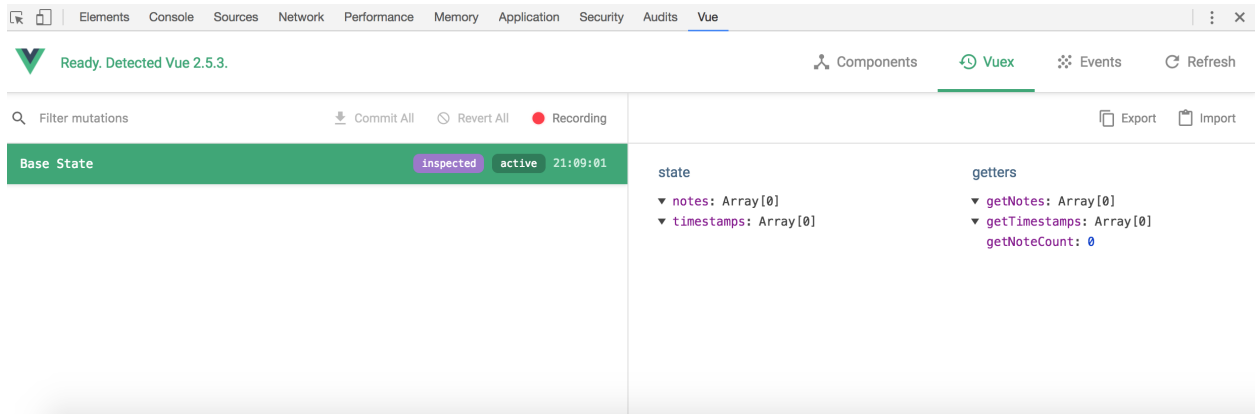 Elements Console Sources Network Performance Memory Application Security Audits Vue
Ready. Detected Vue 2.5.3. Components Vuex Events Refresh
Filter mutations Commit All Revert All Recording Export Import
Base State inspected active 21:09:01
state getters
notes: Array[0] getNotes: Array[0]
timestamps: Array[0] getTimestamps: Array[0]
getNoteCount: 0